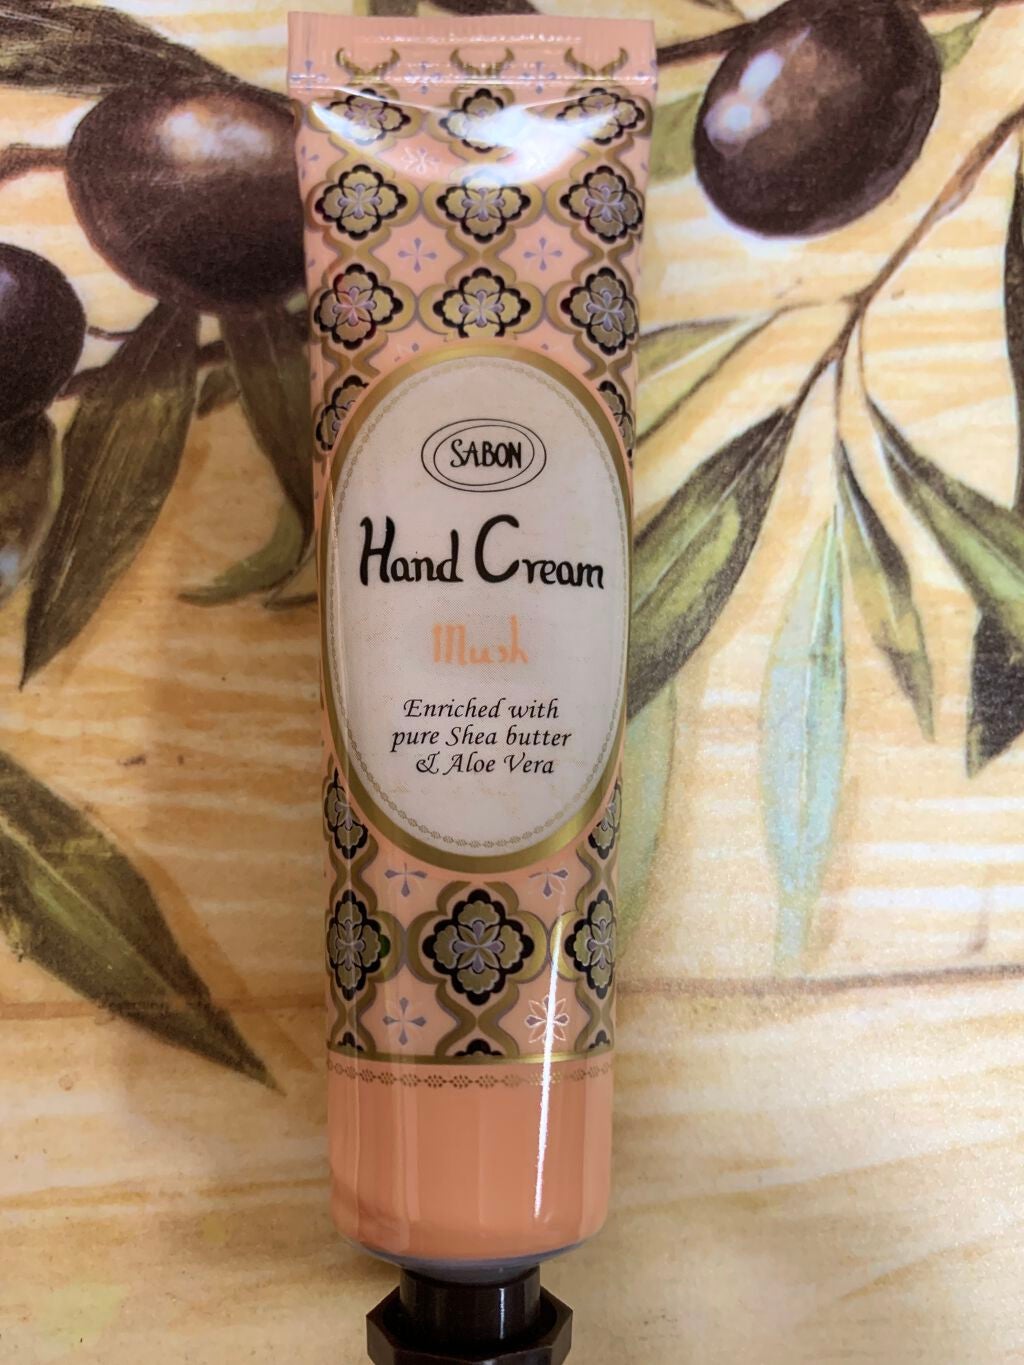 SABON
Hand Cream
Musk
Enriched with
pure Shea butter
& Aloe Vera